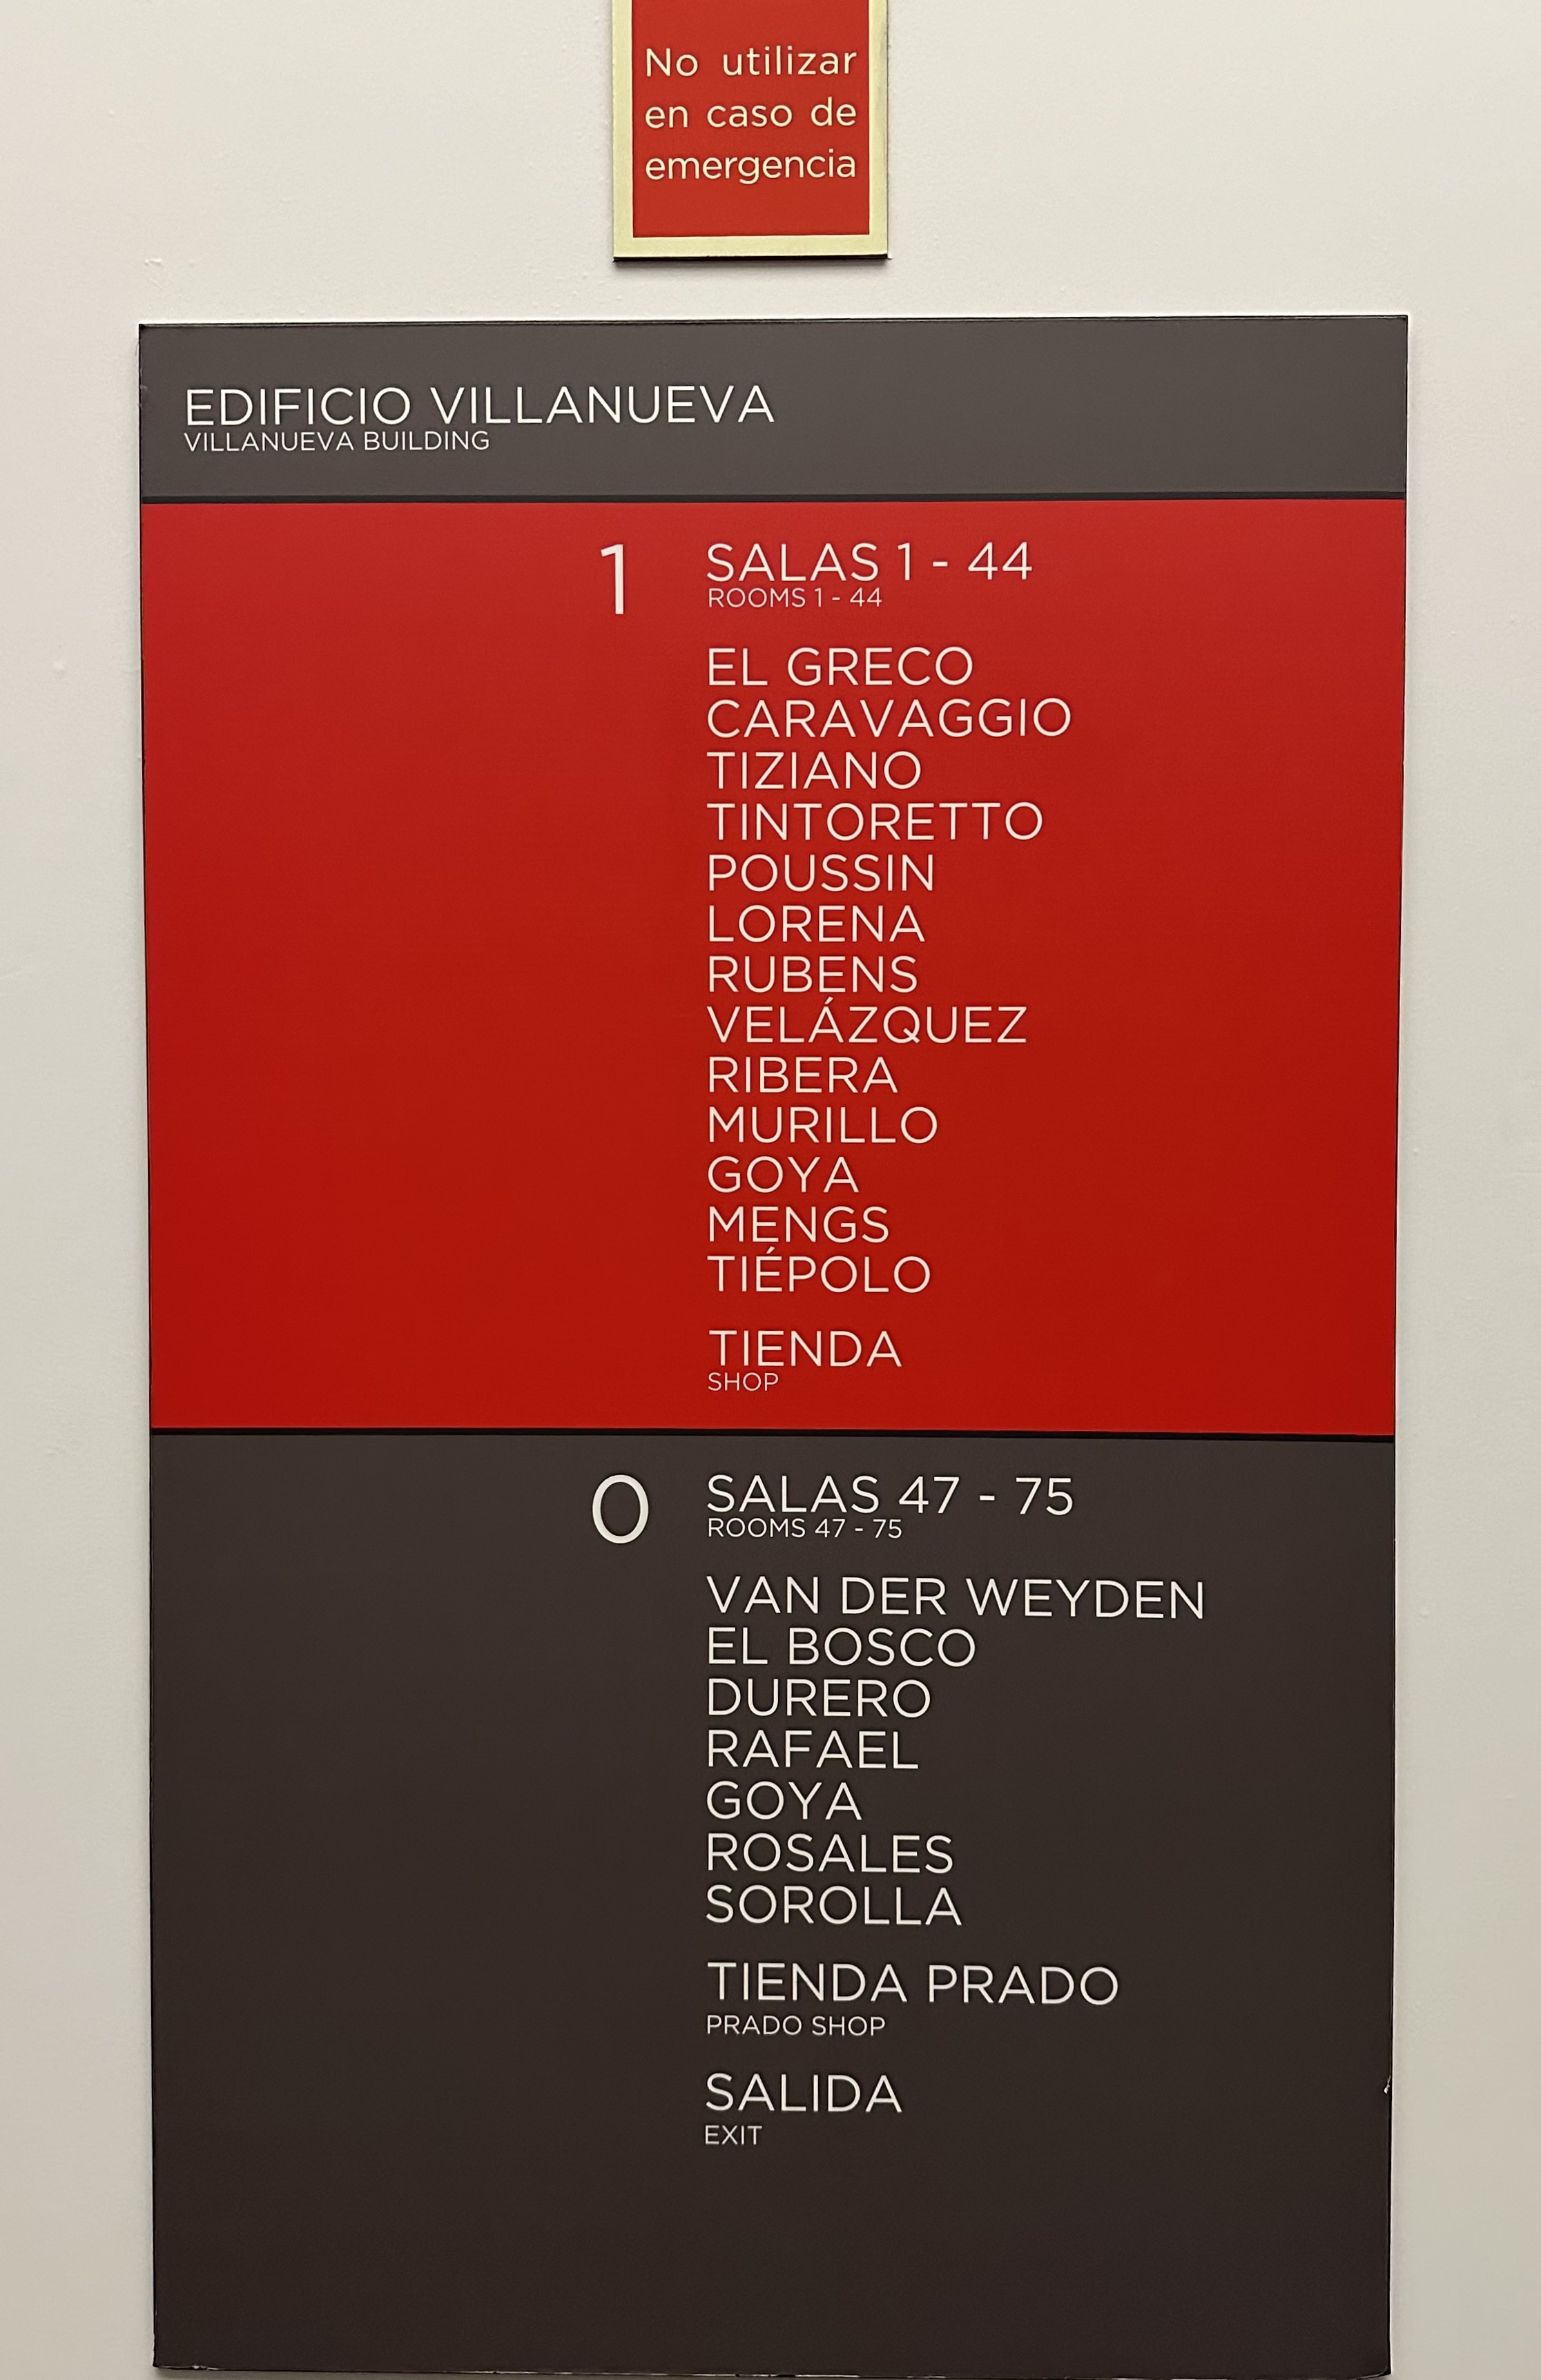 No utilizar
en caso de
emergencia
EDIFICIO VILLANUEVA
VILLANUEVA BUILDING
1 SALAS 1 - 44
ROOMS 1 - 44
EL GRECO
CARAVAGGIO
TIZIANO
TINTORETTO
POUSSIN
LORENA
RUBENS
VELÁZQUEZ
RIBERA
MURILLO
GOYA
MENGS
TIÉPOLO
TIENDA
SHOP
0 SALAS 47 - 75
ROOMS 47 - 75
VAN DER WEYDEN
EL BOSCO
DURERO
RAFAEL
GOYA
ROSALES
SOROLLA
TIENDA PRADO
PRADO SHOP
SALIDA
EXIT